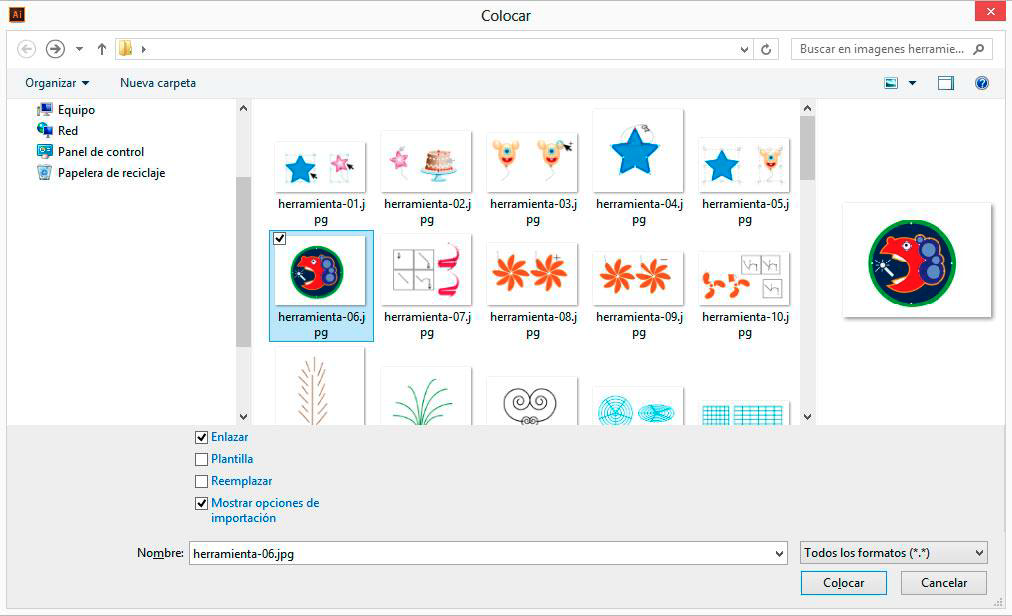 Ai
Colocar
Buscar en imagenes herramie...
Organizar
Nueva carpeta
Equipo
Red
Panel de control
Papelera de reciclaje
herramienta-01.j
pg
herramienta-02.j
pg
herramienta-03.j
pg
herramienta-04.j
pg
herramienta-05.j
pg
herramienta-06.j
pg
herramienta-07.j
pg
herramienta-08.j
pg
herramienta-09.j
pg
herramienta-10.j
pg
Enlazar
Plantilla
Reemplazar
Mostrar opciones de
importación
Nombre:
herramienta-06.jpg
Todos los formatos (*.*)
Colocar
Cancelar